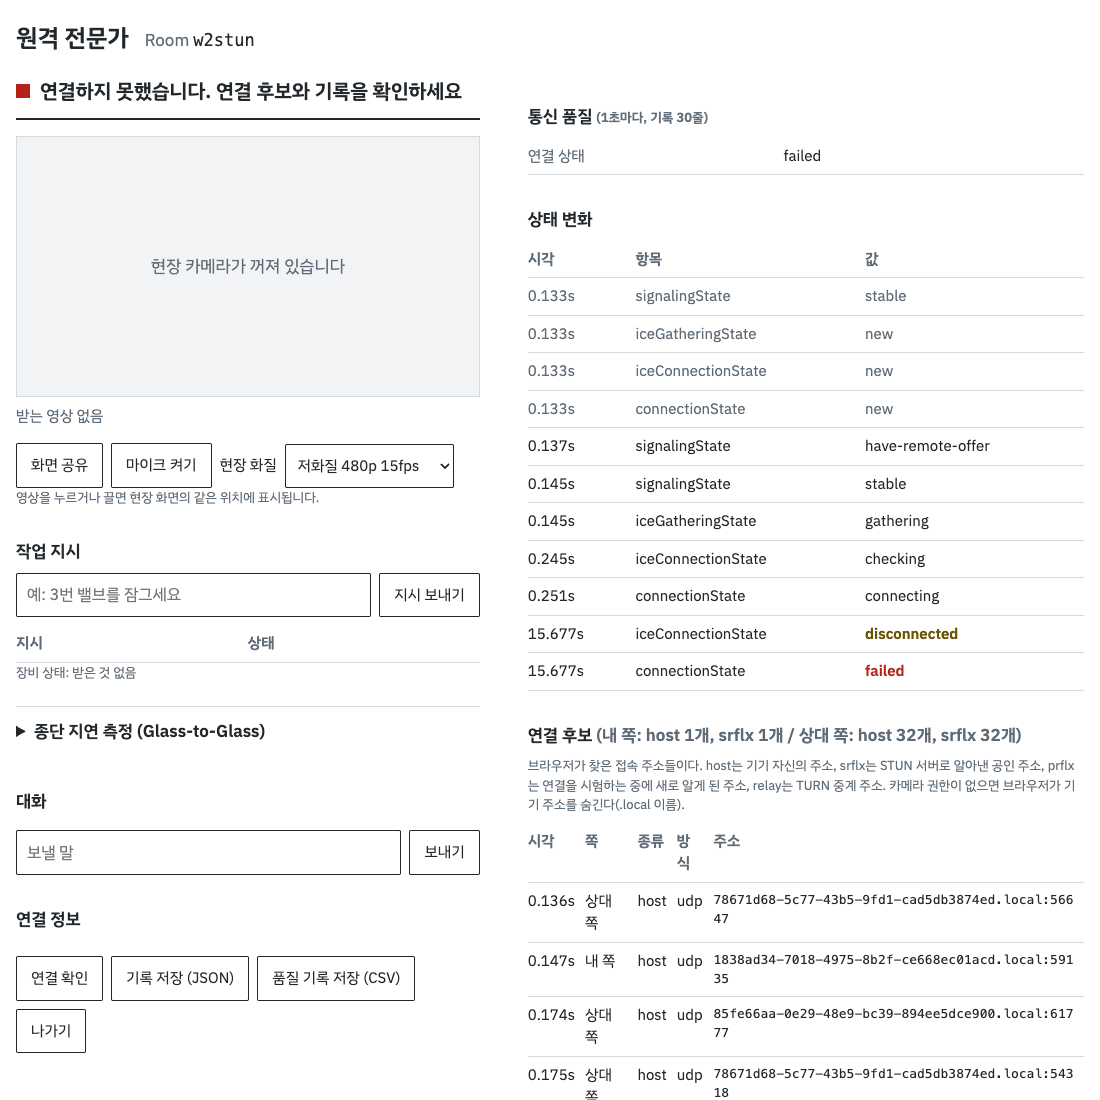 원격 전문가 Room w2stun
연결하지 못했습니다. 연결 후보와 기록을 확인하세요
현장 카메라가 꺼져 있습니다
받는 영상 없음
화면 공유 마이크 켜기 현장 화질 저화질 480p 15fps
영상을 누르거나 끌면 현장 화면의 같은 위치에 표시됩니다.
작업 지시
예: 3번 밸브를 잠그세요 지시 보내기
지시 상태
장비 상태: 받은 것 없음
종단 지연 측정 (Glass-to-Glass)
대화
보낼 말 보내기
연결 정보
연결 확인 기록 저장 (JSON) 품질 기록 저장 (CSV)
나가기
통신 품질 (1초마다, 기록 30줄)
연결 상태 failed
상태 변화
시각 항목 값
0.133s signalingState stable
0.133s iceGatheringState new
0.133s iceConnectionState new
0.133s connectionState new
0.137s signalingState have-remote-offer
0.145s signalingState stable
0.145s iceGatheringState gathering
0.245s iceConnectionState checking
0.251s connectionState connecting
15.677s iceConnectionState disconnected
15.677s connectionState failed
연결 후보 (내 쪽: host 1개, srflx 1개 / 상대 쪽: host 32개, srflx 32개)
브라우저가 찾은 접속 주소들이다. host는 기기 자신의 주소, srflx는 STUN 서버로 알아낸 공인 주소, prflx
는 연결을 시험하는 중에 새로 알게 된 주소, relay는 TURN 중계 주소. 카메라 권한이 없으면 브라우저가 기
기 주소를 숨긴다(.local 이름).
시각 쪽 종류 방 주소
식
0.136s 상대 host udp 78671d68-5c77-43b5-9fd1-cad5db3874ed.local:566
쪽 47
0.147s 내 쪽 host udp 1838ad34-7018-4975-8b2f-ce668ec01acd.local:591
35
0.174s 상대 host udp 85fe66aa-0e29-48e9-bc39-894ee5dce900.local:617
쪽 77
0.175s 상대 host udp 78671d68-5c77-43b5-9fd1-cad5db3874ed.local:543
쪽 18